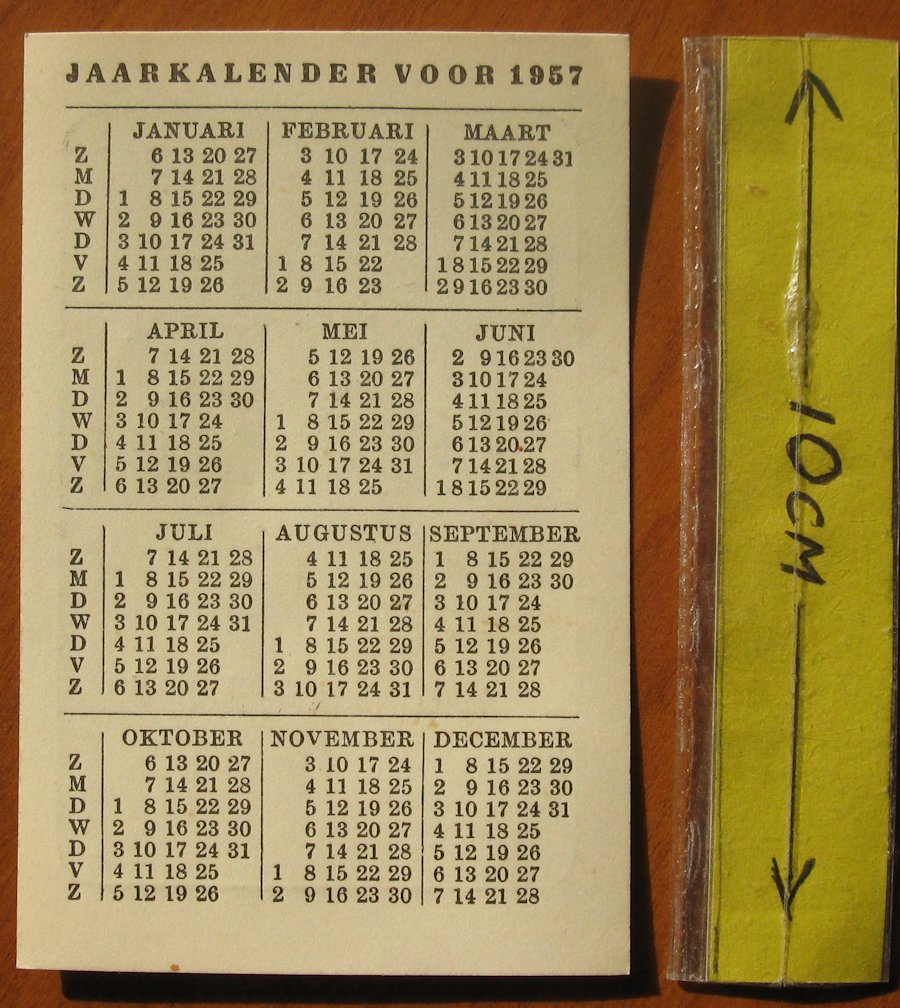 JAARKALENDER VOOR 1957
JANUARI FEBRUARI MAART
Z 6 13 20 27 3 10 17 24 3 10 17 24 31
M 7 14 21 28 4 11 18 25 4 11 18 25
D 1 8 15 22 29 5 12 19 26 5 12 19 26
W 2 9 16 23 30 6 13 20 27 6 13 20 27
D 3 10 17 24 31 7 14 21 28 7 14 21 28
V 4 11 18 25 1 8 15 22 1 8 15 22 29
Z 5 12 19 26 2 9 16 23 2 9 16 23 30
APRIL MEI JUNI
Z 7 14 21 28 5 12 19 26 2 9 16 23 30
M 1 8 15 22 29 6 13 20 27 3 10 17 24
D 2 9 16 23 30 7 14 21 28 4 11 18 25
W 3 10 17 24 1 8 15 22 29 5 12 19 26
D 4 11 18 25 2 9 16 23 30 6 13 20 27
V 5 12 19 26 3 10 17 24 31 7 14 21 28
Z 6 13 20 27 4 11 18 25 1 8 15 22 29
JULI AUGUSTUS SEPTEMBER
Z 7 14 21 28 4 11 18 25 1 8 15 22 29
M 1 8 15 22 29 5 12 19 26 2 9 16 23 30
D 2 9 16 23 30 6 13 20 27 3 10 17 24
W 3 10 17 24 31 7 14 21 28 4 11 18 25
D 4 11 18 25 1 8 15 22 29 5 12 19 26
V 5 12 19 26 2 9 16 23 30 6 13 20 27
Z 6 13 20 27 3 10 17 24 31 7 14 21 28
OKTOBER NOVEMBER DECEMBER
Z 6 13 20 27 3 10 17 24 1 8 15 22 29
M 7 14 21 28 4 11 18 25 2 9 16 23 30
D 1 8 15 22 29 5 12 19 26 3 10 17 24 31
W 2 9 16 23 30 6 13 20 27 4 11 18 25
D 3 10 17 24 31 7 14 21 28 5 12 19 26
V 4 11 18 25 1 8 15 22 29 6 13 20 27
Z 5 12 19 26 2 9 16 23 30 7 14 21 28
10CM